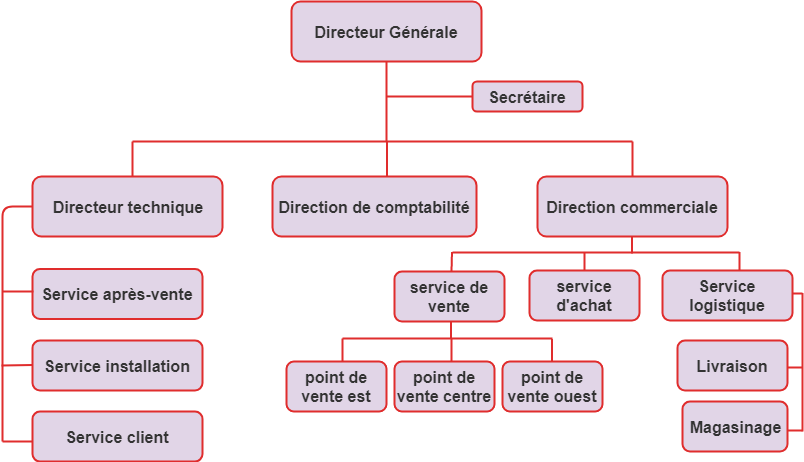 Directeur Générale
Secrétaire
Directeur technique
Direction de comptabilité
Direction commerciale
Service après-vente
Service installation
Service client
service de
vente
service
d'achat
Service
logistique
point de
vente est
point de
vente centre
point de
vente ouest
Livraison
Magasinage